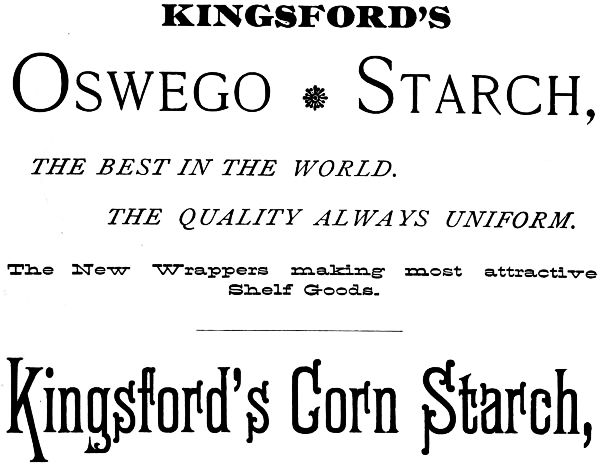 KINGSFORD'S
OSWEGO STARCH,
THE BEST IN THE WORLD.
THE QUALITY ALWAYS UNIFORM.
The New Wrappers making most attractive
Shelf Goods.
Kingsford's Corn Starch,